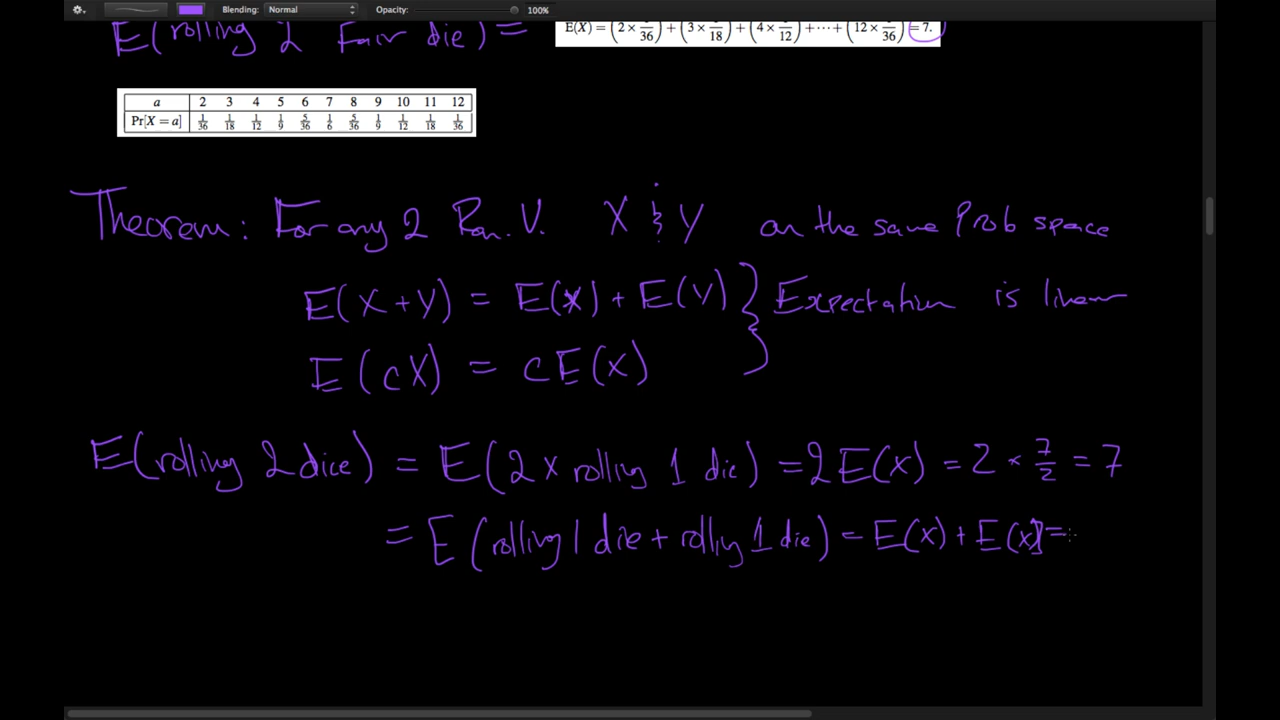 Blending: Normal Opacity: 100%
E(rolling 2 Fair die) = E(X) = (2 × /36) + (3 × /18) + (4 × /12) + ⋯ + (12 × /36) = 7.
a 2 3 4 5 6 7 8 9 10 11 12
Pr[X = a] 1/36 1/18 1/12 1/9 5/36 1/6 5/36 1/9 1/12 1/18 1/36
Theorem: For any 2 Ran. V. X & Y on the same Prob space
E(X + Y) = E(X) + E(Y) } Expectation is linear
E(cX) = cE(X)
E(rolling 2 dice) = E(2 × rolling 1 die) = 2E(X) = 2 × 7/2 = 7
= E(rolling 1 die + rolling 1 die) = E(X) + E(X) =